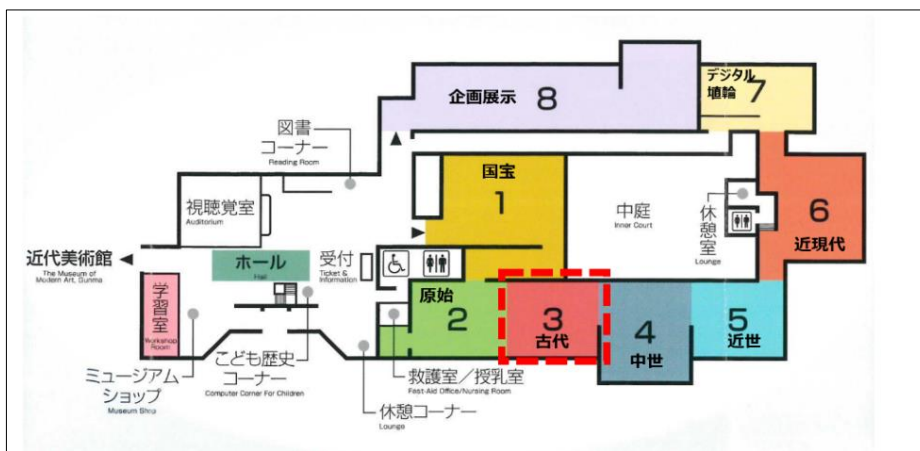 企画展示
8
デジタル
埴輪
7
図書
コーナー
Reading Room
国宝
1
視聴覚室
Auditorium
中庭
Inner Court
休憩室
Lounge
6
近現代
近代美術館
The Museum of
Modern Art, Gunma
ホール
Hall
受付
Ticket &
Information
学習室
Workshop
Room
原始
2
3
古代
4
中世
5
近世
ミュージアム
ショップ
Museum Shop
こども歴史
コーナー
Computer Corner For Children
救護室/授乳室
Fest-Aid Office/Nursing Room
休憩コーナー
Lounge